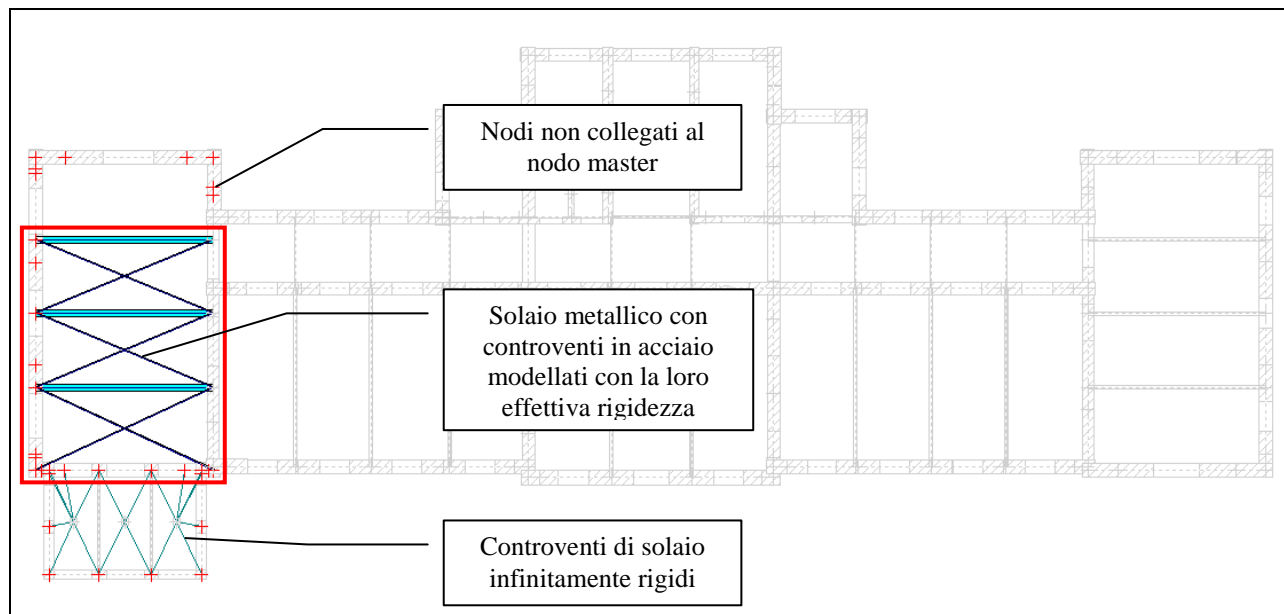 Nodi non collegati al
nodo master
Solaio metallico con
controventi in acciaio
modellati con la loro
effettiva rigidezza
Controventi di solaio
infinitamente rigidi